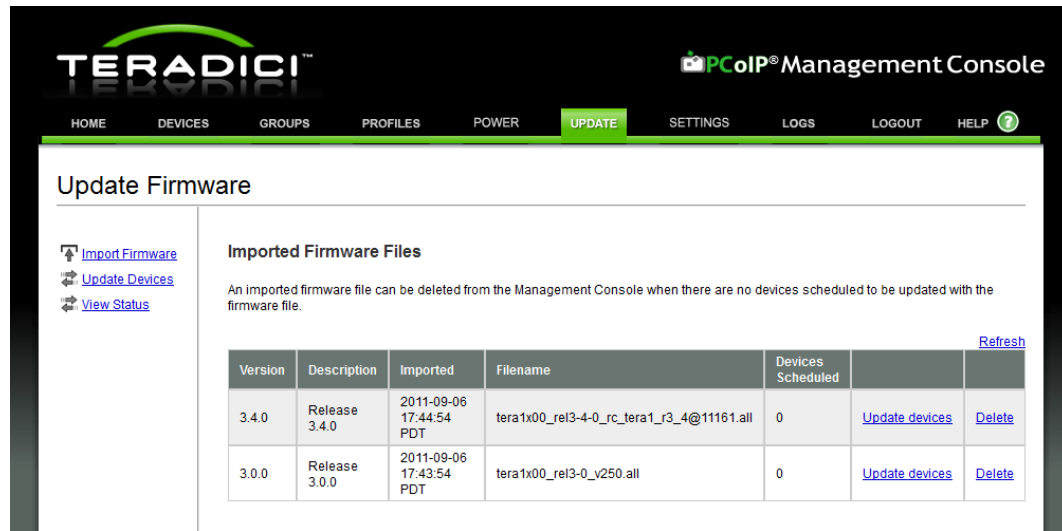 TERADICI™
PCoIP® Management Console
HOME DEVICES GROUPS PROFILES POWER UPDATE SETTINGS LOGS LOGOUT HELP ?
Update Firmware
Import Firmware
Update Devices
View Status
Imported Firmware Files
An imported firmware file can be deleted from the Management Console when there are no devices scheduled to be updated with the
firmware file.
Refresh
Version Description Imported Filename Devices Scheduled
3.4.0 Release 3.4.0 2011-09-06 17:44:54 PDT tera1x00_rel3-4-0_rc_tera1_r3_4@11161.all 0 Update devices Delete
3.0.0 Release 3.0.0 2011-09-06 17:43:54 PDT tera1x00_rel3-0_v250.all 0 Update devices Delete